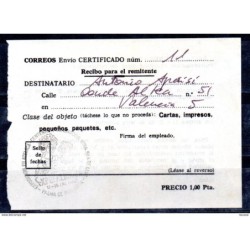 CORREOS Envío CERTIFICADO núm. 11
Recibo para el remitente
DESTINATARIO Antonio
Calle Conde Altea n.º 51
en Valencia 5
Clase del objeto (táchese lo que no proceda): Cartas, impresos,
pequeños paquetes, etc.
Firma del empleado.
Sello de fechas
(Léase al reverso)
PRECIO 1,00 Pts.